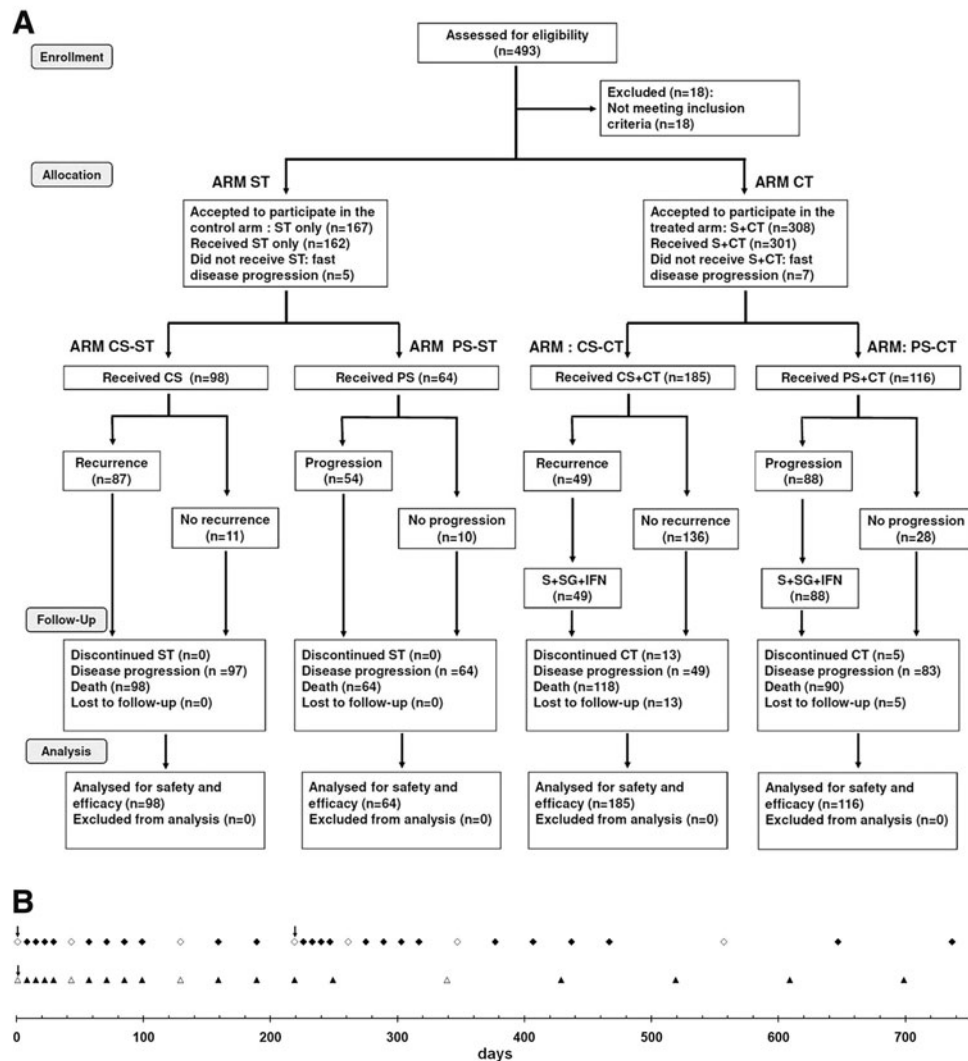 A
Enrollment
Assessed for eligibility
(n=493)
Excluded (n=18):
Not meeting inclusion
criteria (n=18)
Allocation
ARM ST
Accepted to participate in the
control arm : ST only (n=167)
Received ST only (n=162)
Did not receive ST: fast
disease progression (n=5)
ARM CT
Accepted to participate in the
treated arm: S+CT (n=308)
Received S+CT (n=301)
Did not receive S+CT: fast
disease progression (n=7)
ARM CS-ST
Received CS (n=98)
ARM PS-ST
Received PS (n=64)
ARM : CS-CT
Received CS+CT (n=185)
ARM: PS-CT
Received PS+CT (n=116)
Recurrence
(n=87)
No recurrence
(n=11)
Progression
(n=54)
No progression
(n=10)
Recurrence
(n=49)
No recurrence
(n=136)
Progression
(n=88)
No progression
(n=28)
S+SG+IFN
(n=49)
S+SG+IFN
(n=88)
Follow-Up
Discontinued ST (n=0)
Disease progression (n =97)
Death (n=98)
Lost to follow-up (n=0)
Discontinued ST (n=0)
Disease progression (n =64)
Death (n=64)
Lost to follow-up (n=0)
Discontinued CT (n=13)
Disease progression (n=49)
Death (n=118)
Lost to follow-up (n=13)
Discontinued CT (n=5)
Disease progression (n =83)
Death (n=90)
Lost to follow-up (n=5)
Analysis
Analysed for safety and
efficacy (n=98)
Excluded from analysis (n=0)
Analysed for safety and
efficacy (n=64)
Excluded from analysis (n=0)
Analysed for safety and
efficacy (n=185)
Excluded from analysis (n=0)
Analysed for safety and
efficacy (n=116)
Excluded from analysis (n=0)
B
0 100 200 300 400 500 600 700
days